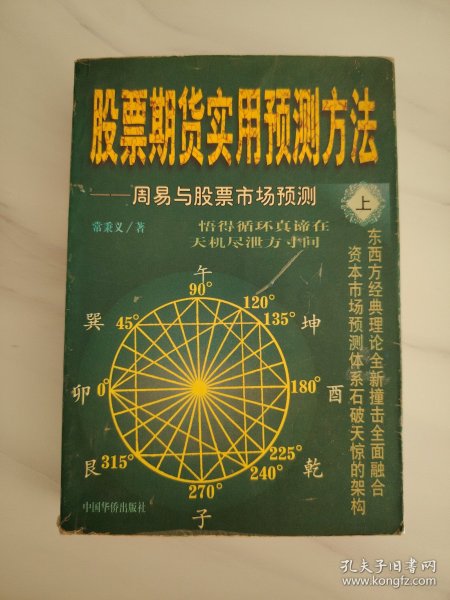 股票期货实用预测方法
——周易与股票市场预测
上
常秉义/著
悟得循环真谛在
天机尽泄方寸间
东西方经典理论全新撞击全面融合
资本市场预测体系石破天惊的架构
午
90°
120°
135°
坤
巽
45°
卯
0°
180°
酉
艮
315°
225°
240°
乾
270°
子
中国华侨出版社
孔夫子旧书网
www.kongfz.com